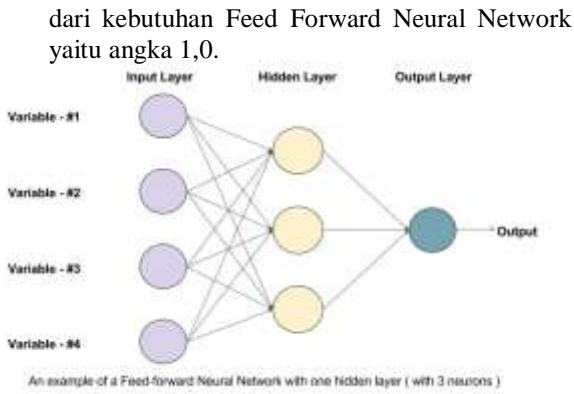 dari kebutuhan Feed Forward Neural Network
yaitu angka 1,0.
Input Layer Hidden Layer Output Layer
Variable - #1
Variable - #2
Variable - #3
Output
Variable - #4
An example of a Feed-forward Neural Network with one hidden layer ( with 3 neurons )